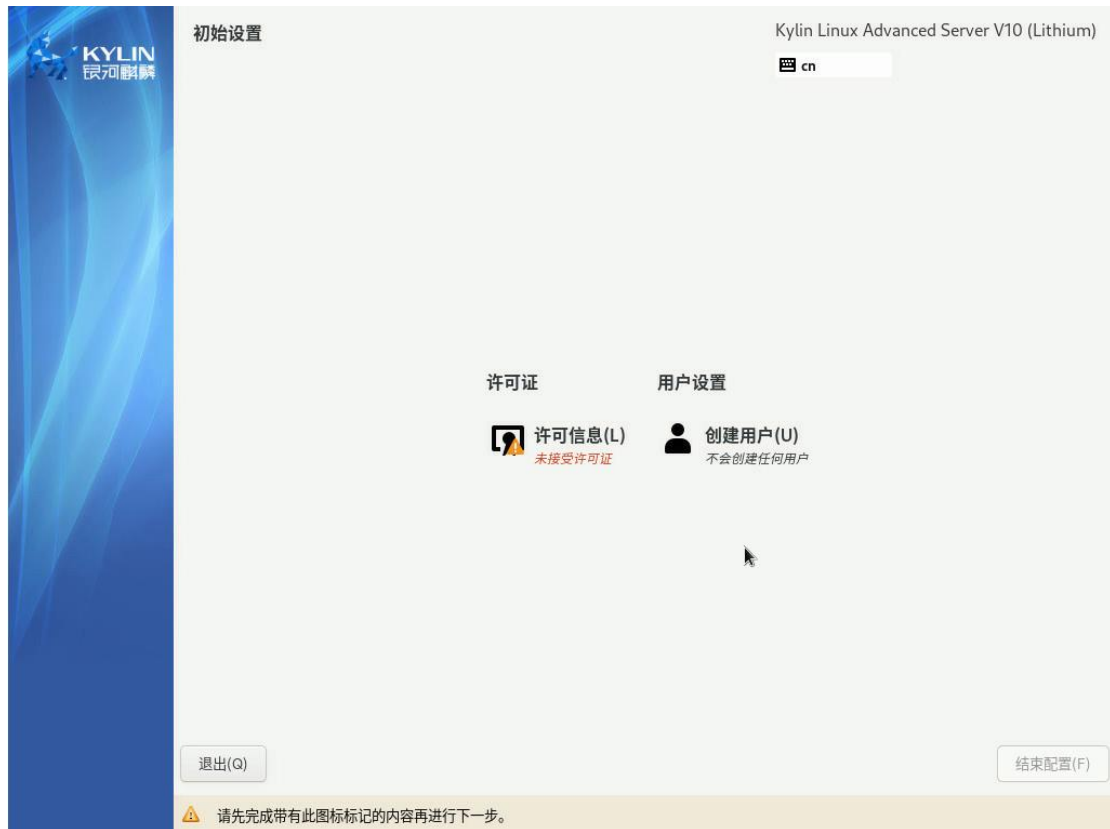 KYLIN
银河麒麟
初始设置
Kylin Linux Advanced Server V10 (Lithium)
cn
许可证
用户设置
许可信息(L)
未接受许可证
创建用户(U)
不会创建任何用户
退出(Q)
结束配置(F)
请先完成带有此图标标记的内容再进行下一步。